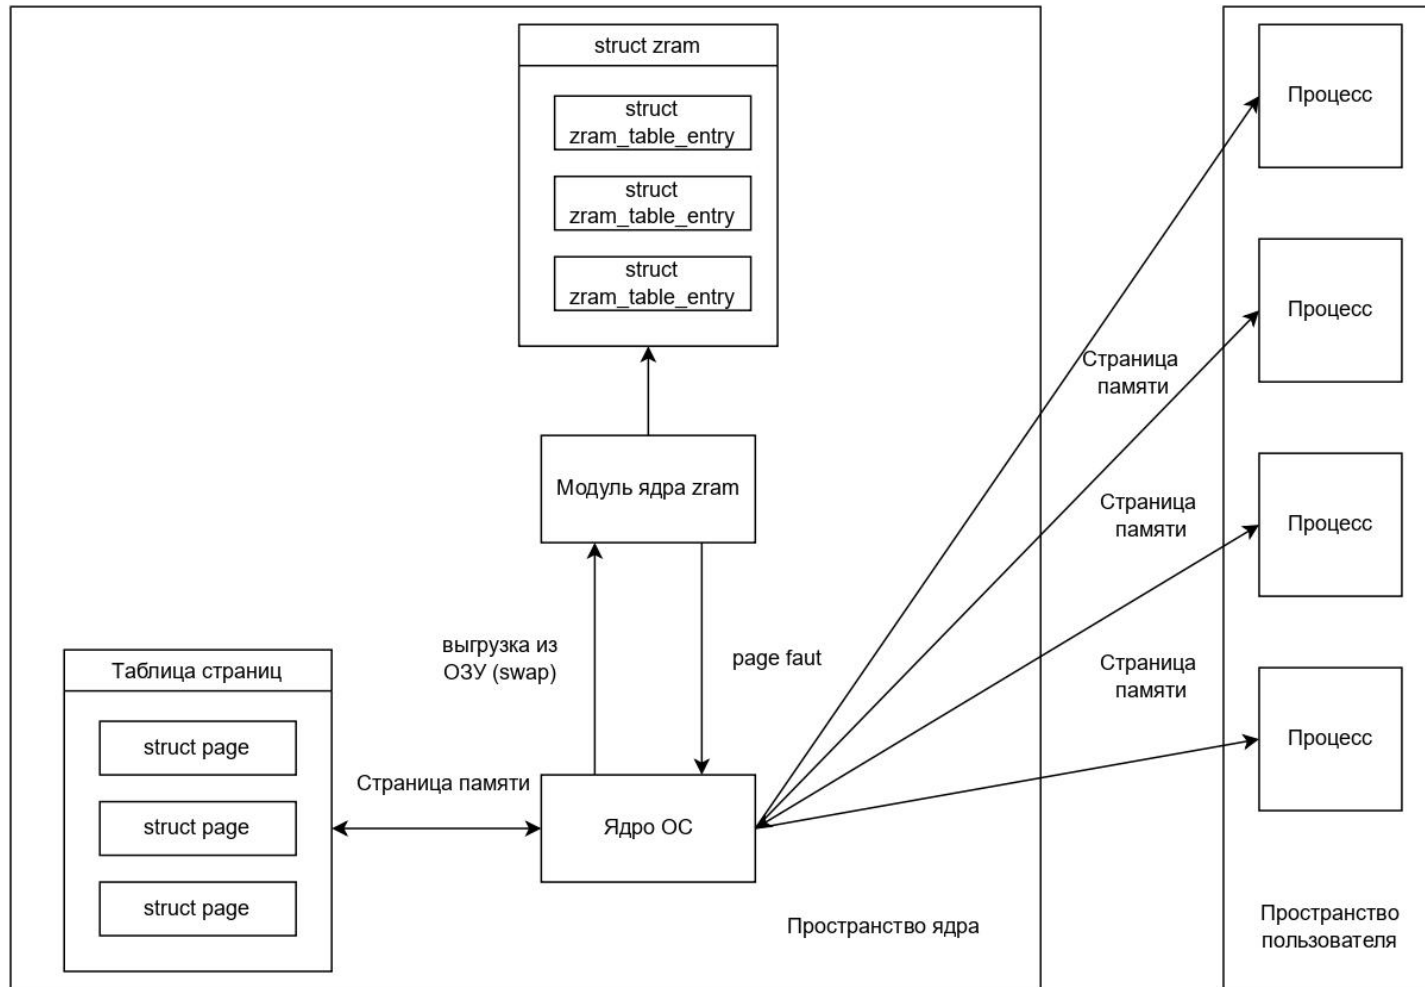 struct zram
struct
zram_table_entry
struct
zram_table_entry
struct
zram_table_entry
Модуль ядра zram
выгрузка из
ОЗУ (swap)
page faut
Таблица страниц
struct page
struct page
struct page
Страница памяти
Ядро ОС
Пространство ядра
Страница
памяти
Страница
памяти
Страница
памяти
Процесс
Процесс
Процесс
Процесс
Пространство
пользователя